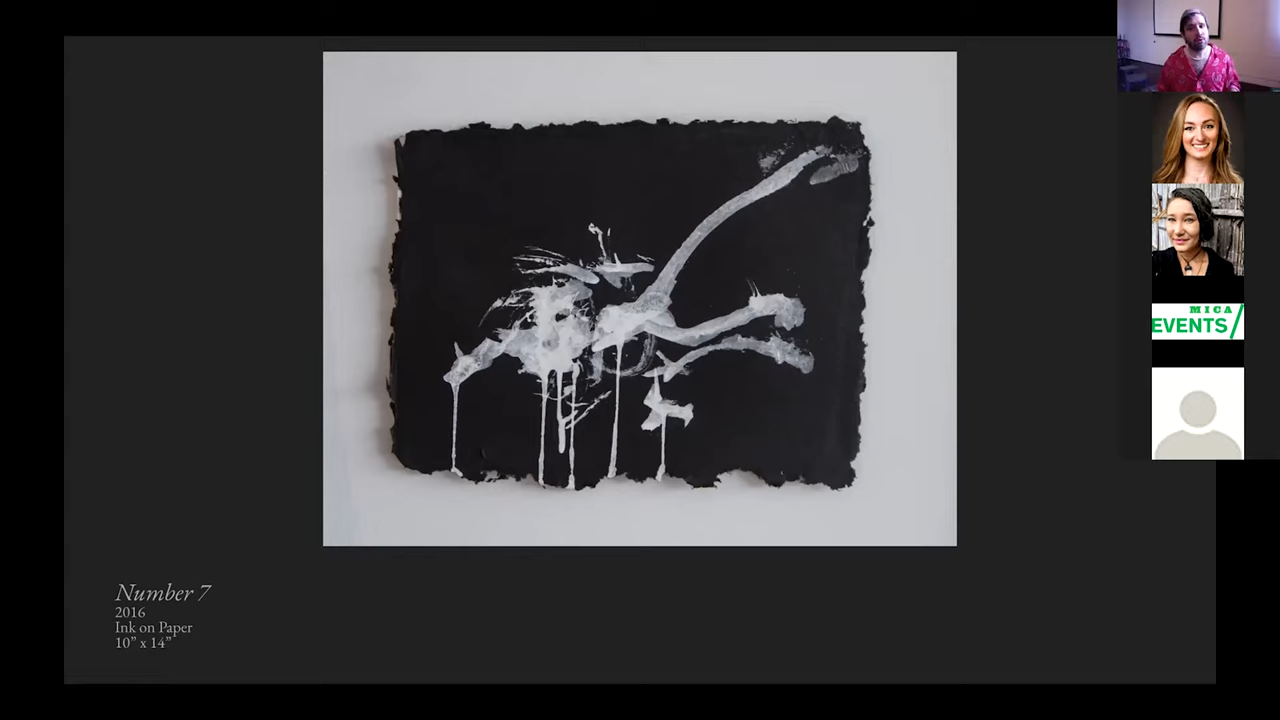 MICA
EVENTS/
Number 7
2016
Ink on Paper
10” x 14”